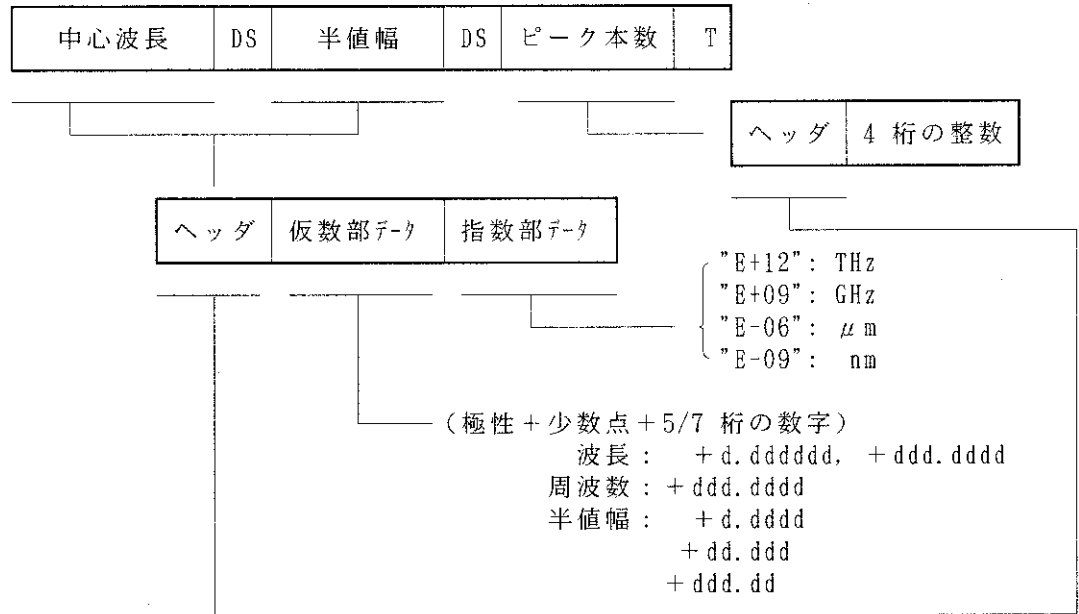 中心波長 DS 半値幅 DS ピーク本数 T
ヘッダ 4 桁の整数
ヘッダ 仮数部ﾃﾞｰﾀ 指数部ﾃﾞｰﾀ
"E+12": THz
"E+09": GHz
"E-06": μm
"E-09": nm
(極性+少数点+5/7 桁の数字)
波長: +d.dddddd, +ddd.dddd
周波数: +ddd.dddd
半値幅: +d.dddd
+dd.ddd
+ddd.dd